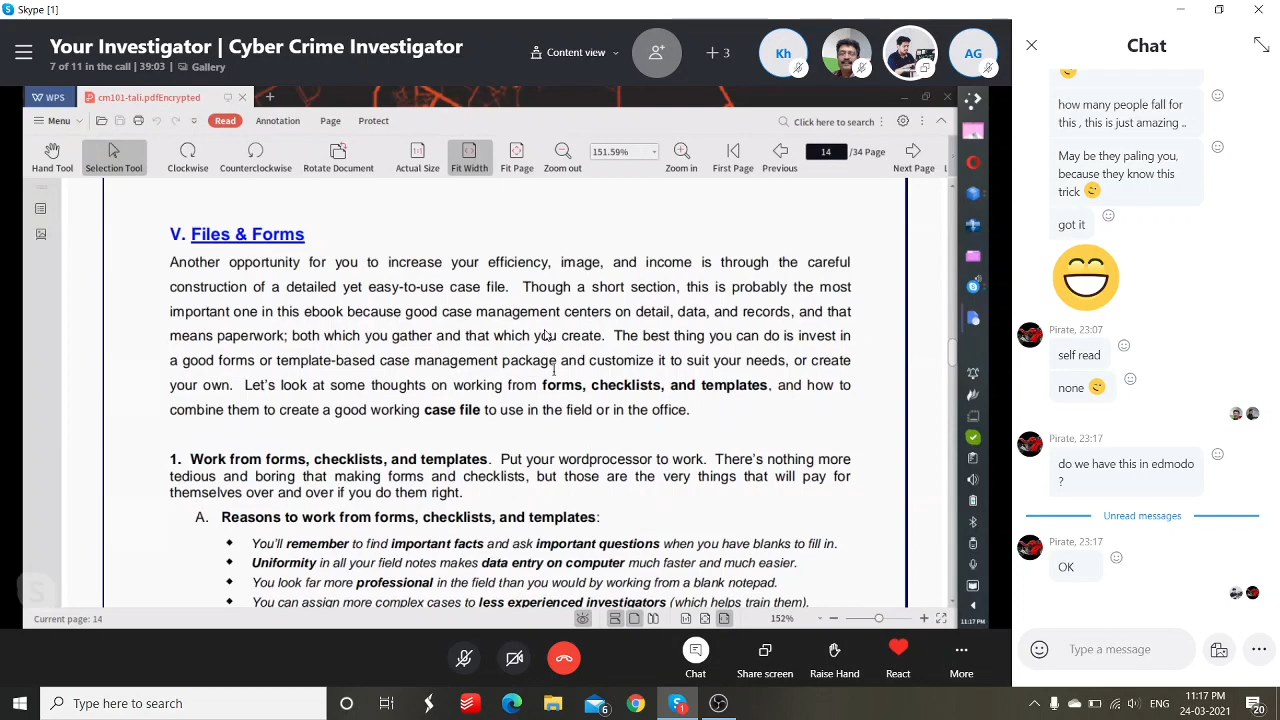 Skype [1]
Your Investigator | Cyber Crime Investigator
7 of 11 in the call | 39:03 | Gallery
Content view
+ 3
Kh
AG
Chat
WPS
cm101-tali.pdfEncrypted
Menu
Read
Annotation
Page
Protect
Click here to search
Hand Tool
Selection Tool
Clockwise
Counterclockwise
Rotate Document
Actual Size
Fit Width
Fit Page
Zoom out
151.59%
Zoom in
First Page
Previous
14
/34 Page
Next Page
V. Files & Forms
Another opportunity for you to increase your efficiency, image, and income is through the careful
construction of a detailed yet easy-to-use case file. Though a short section, this is probably the most
important one in this ebook because good case management centers on detail, data, and records, and that
means paperwork; both which you gather and that which you create. The best thing you can do is invest in
a good forms or template-based case management package and customize it to suit your needs, or create
your own. Let's look at some thoughts on working from forms, checklists, and templates, and how to
combine them to create a good working case file to use in the field or in the office.
1. Work from forms, checklists, and templates. Put your wordprocessor to work. There's nothing more
tedious and boring that making forms and checklists, but those are the very things that will pay for
themselves over and over if you do them right.
A. Reasons to work from forms, checklists, and templates:
You'll remember to find important facts and ask important questions when you have blanks to fill in.
Uniformity in all your field notes makes data entry on computer much faster and much easier.
You look far more professional in the field than you would by working from a blank notepad.
You can assign more complex cases to less experienced investigators (which helps train them).
Current page: 14
152%
11:17 PM
how many people fall for
this , this is just amazing ..
May be they paling you,
because they know this
trick
got it
Pirate, 23:07
self read
none
Pirate, 23:17
do we have this in edmodo
?
Unread messages
Pirate, 23:17
OK
Type a message
Chat
Share screen
Raise Hand
React
More
Type here to search
6
1
ENG
11:17 PM
24-03-2021
20